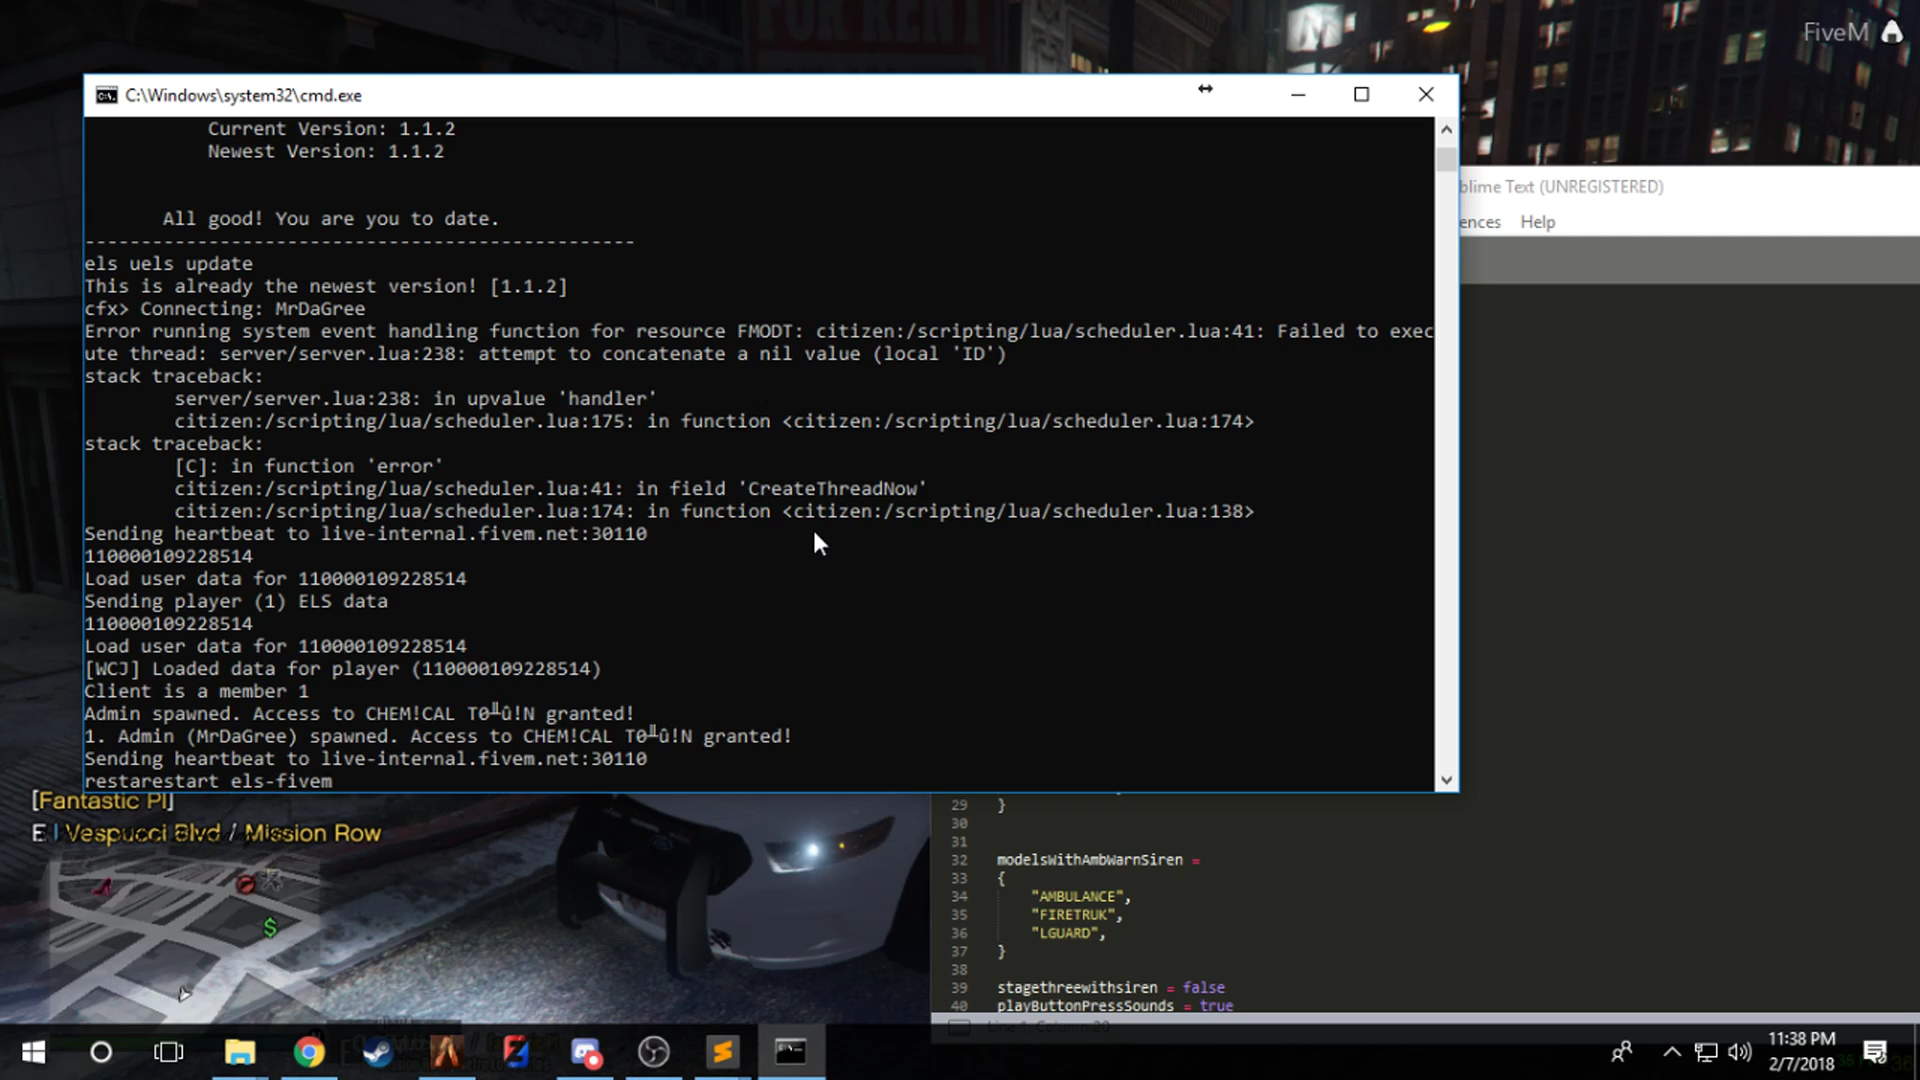 FOR RENT
FiveM
C:\Windows\system32\cmd.exe
Current Version: 1.1.2
Newest Version: 1.1.2
All good! You are you to date.
-------------------------------------------------
els uels update
This is already the newest version! [1.1.2]
cfx> Connecting: MrDaGree
Error running system event handling function for resource FMODT: citizen:/scripting/lua/scheduler.lua:41: Failed to exec
ute thread: server/server.lua:238: attempt to concatenate a nil value (local 'ID')
stack traceback:
server/server.lua:238: in upvalue 'handler'
citizen:/scripting/lua/scheduler.lua:175: in function <citizen:/scripting/lua/scheduler.lua:174>
stack traceback:
[C]: in function 'error'
citizen:/scripting/lua/scheduler.lua:41: in field 'CreateThreadNow'
citizen:/scripting/lua/scheduler.lua:174: in function <citizen:/scripting/lua/scheduler.lua:138>
Sending heartbeat to live-internal.fivem.net:30110
110000109228514
Load user data for 110000109228514
Sending player (1) ELS data
110000109228514
Load user data for 110000109228514
[WCJ] Loaded data for player (110000109228514)
Client is a member 1
Admin spawned. Access to CHEM!CAL T0╨û!N granted!
1. Admin (MrDaGree) spawned. Access to CHEM!CAL T0╨û!N granted!
Sending heartbeat to live-internal.fivem.net:30110
restarestart els-fivem
blime Text (UNREGISTERED)
ences Help
[Fantastic Pl]
E | Vespucci Blvd / Mission Row
$
29 }
30
31
32 modelsWithAmbWarnSiren =
33 {
34 "AMBULANCE",
35 "FIRETRUK",
36 "LGUARD",
37 }
38
39 stagethreewithsiren = false
40 playButtonPressSounds = true
Line 1, Column 20
11:38 PM
2/7/2018